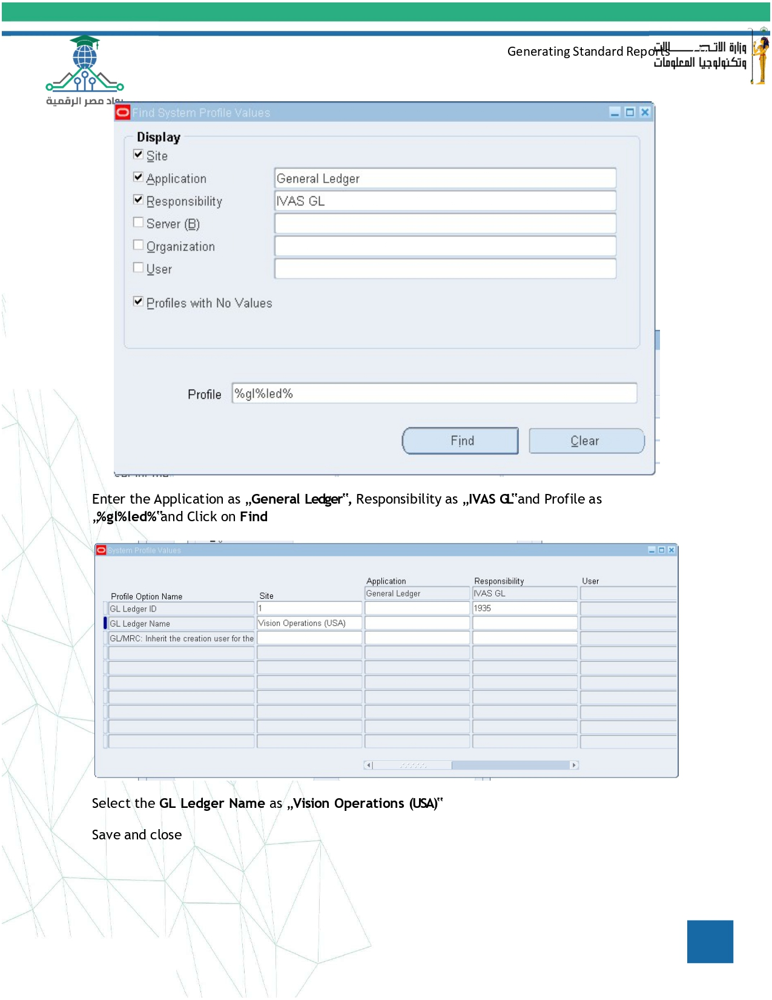 Generating Standard Reports
وزارة الاتصالات
وتكنولوجيا المعلومات
رواد مصر الرقمية
Find System Profile Values
Display
Site
Application General Ledger
Responsibility IVAS GL
Server (B)
Organization
User
Profiles with No Values
Profile %gl%led%
Find Clear
Enter the Application as „General Ledger‟, Responsibility as „IVAS GL‟and Profile as
„%gl%led%‟and Click on Find
System Profile Values
Application Responsibility User
Profile Option Name Site General Ledger IVAS GL
GL Ledger ID 1 1935
GL Ledger Name Vision Operations (USA)
GL/MRC: Inherit the creation user for the
Select the GL Ledger Name as „Vision Operations (USA)‟
Save and close